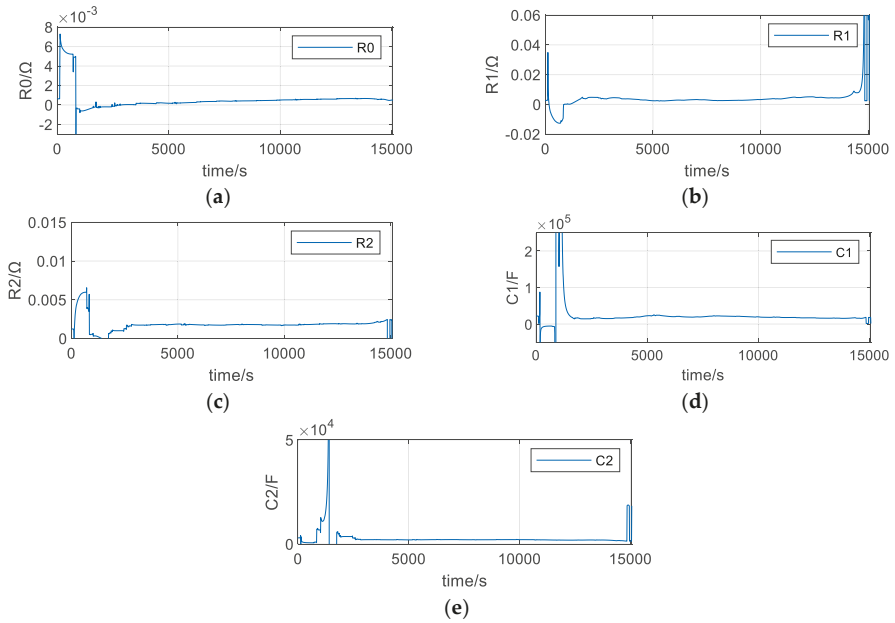 ×10⁻³
8
6
4
2
0
-2
R0/Ω
R0
0 5000 10000 15000
time/s
(a)
0.06
0.04
0.02
0
-0.02
R1/Ω
R1
0 5000 10000 15000
time/s
(b)
0.015
0.01
0.005
0
R2/Ω
R2
0 5000 10000 15000
time/s
(c)
×10⁵
2
1
0
C1/F
C1
0 5000 10000 15000
time/s
(d)
×10⁴
5
0
C2/F
C2
0 5000 10000 15000
time/s
(e)